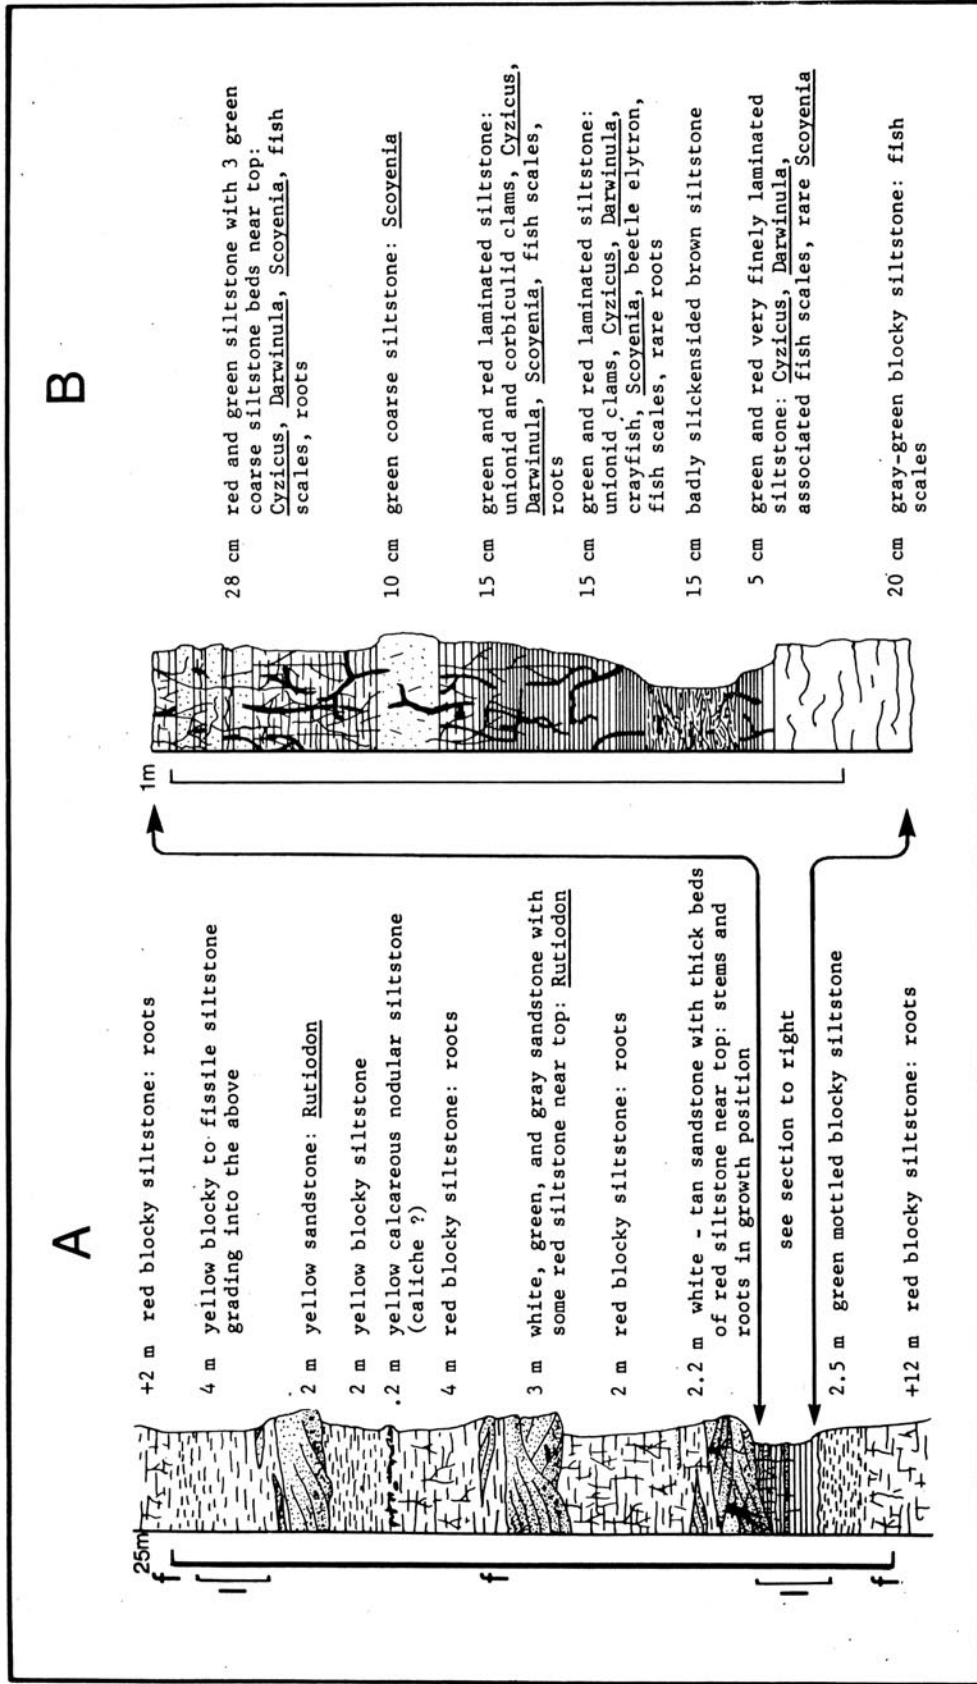 A
25m
f
l
f
l
f
+2 m red blocky siltstone: roots
4 m yellow blocky to fissile siltstone
grading into the above
2 m yellow sandstone: Rutiodon
2 m yellow blocky siltstone
.2 m yellow calcareous nodular siltstone
(caliche ?)
4 m red blocky siltstone: roots
3 m white, green, and gray sandstone with
some red siltstone near top: Rutiodon
2 m red blocky siltstone: roots
2.2 m white - tan sandstone with thick beds
of red siltstone near top: stems and
roots in growth position
see section to right
2.5 m green mottled blocky siltstone
+12 m red blocky siltstone: roots
B
1m
28 cm red and green siltstone with 3 green
coarse siltstone beds near top:
Cyzicus, Darwinula, Scoyenia, fish
scales, roots
10 cm green coarse siltstone: Scoyenia
15 cm green and red laminated siltstone:
unionid and corbiculid clams, Cyzicus,
Darwinula, Scoyenia, fish scales,
roots
15 cm green and red laminated siltstone:
unionid clams, Cyzicus, Darwinula,
crayfish, Scoyenia, beetle elytron,
fish scales, rare roots
15 cm badly slickensided brown siltstone
5 cm green and red very finely laminated
siltstone: Cyzicus, Darwinula,
associated fish scales, rare Scoyenia
20 cm gray-green blocky siltstone: fish
scales